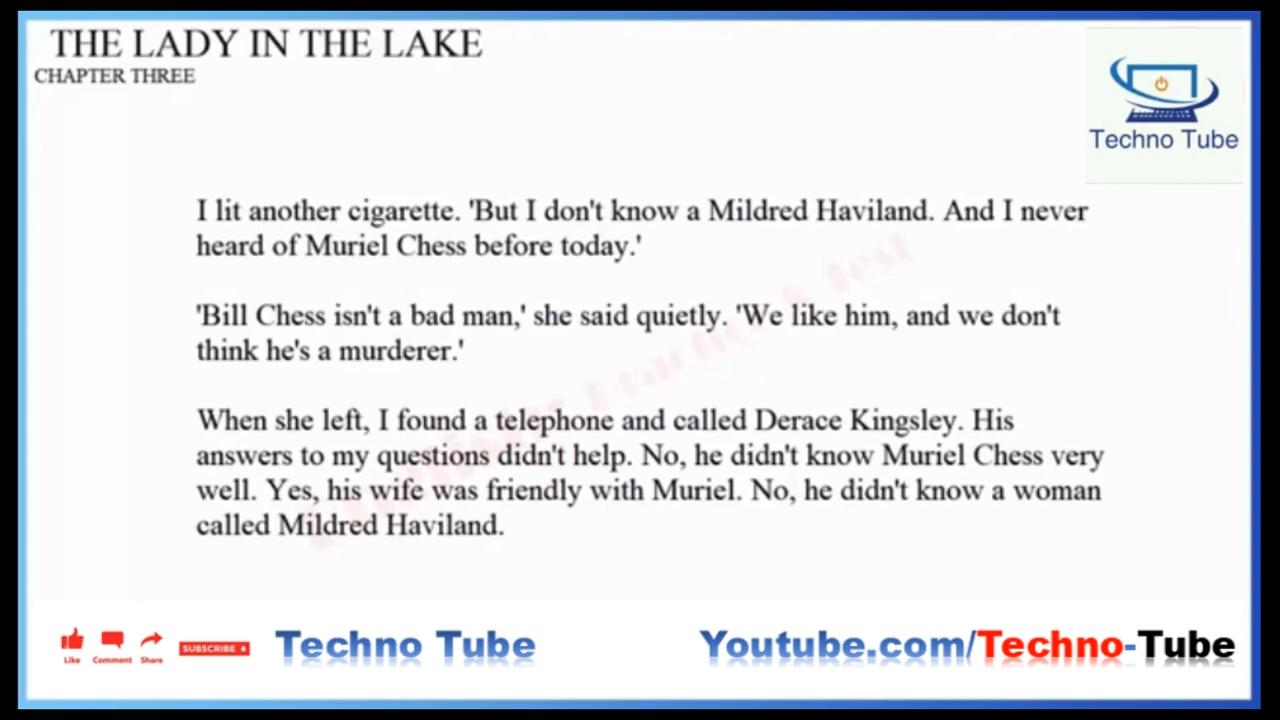 THE LADY IN THE LAKE
CHAPTER THREE
Techno Tube
I lit another cigarette. 'But I don't know a Mildred Haviland. And I never
heard of Muriel Chess before today.'
'Bill Chess isn't a bad man,' she said quietly. 'We like him, and we don't
think he's a murderer.'
When she left, I found a telephone and called Derace Kingsley. His
answers to my questions didn't help. No, he didn't know Muriel Chess very
well. Yes, his wife was friendly with Muriel. No, he didn't know a woman
called Mildred Haviland.
Like Comment Share SUBSCRIBE Techno Tube Youtube.com/Techno-Tube